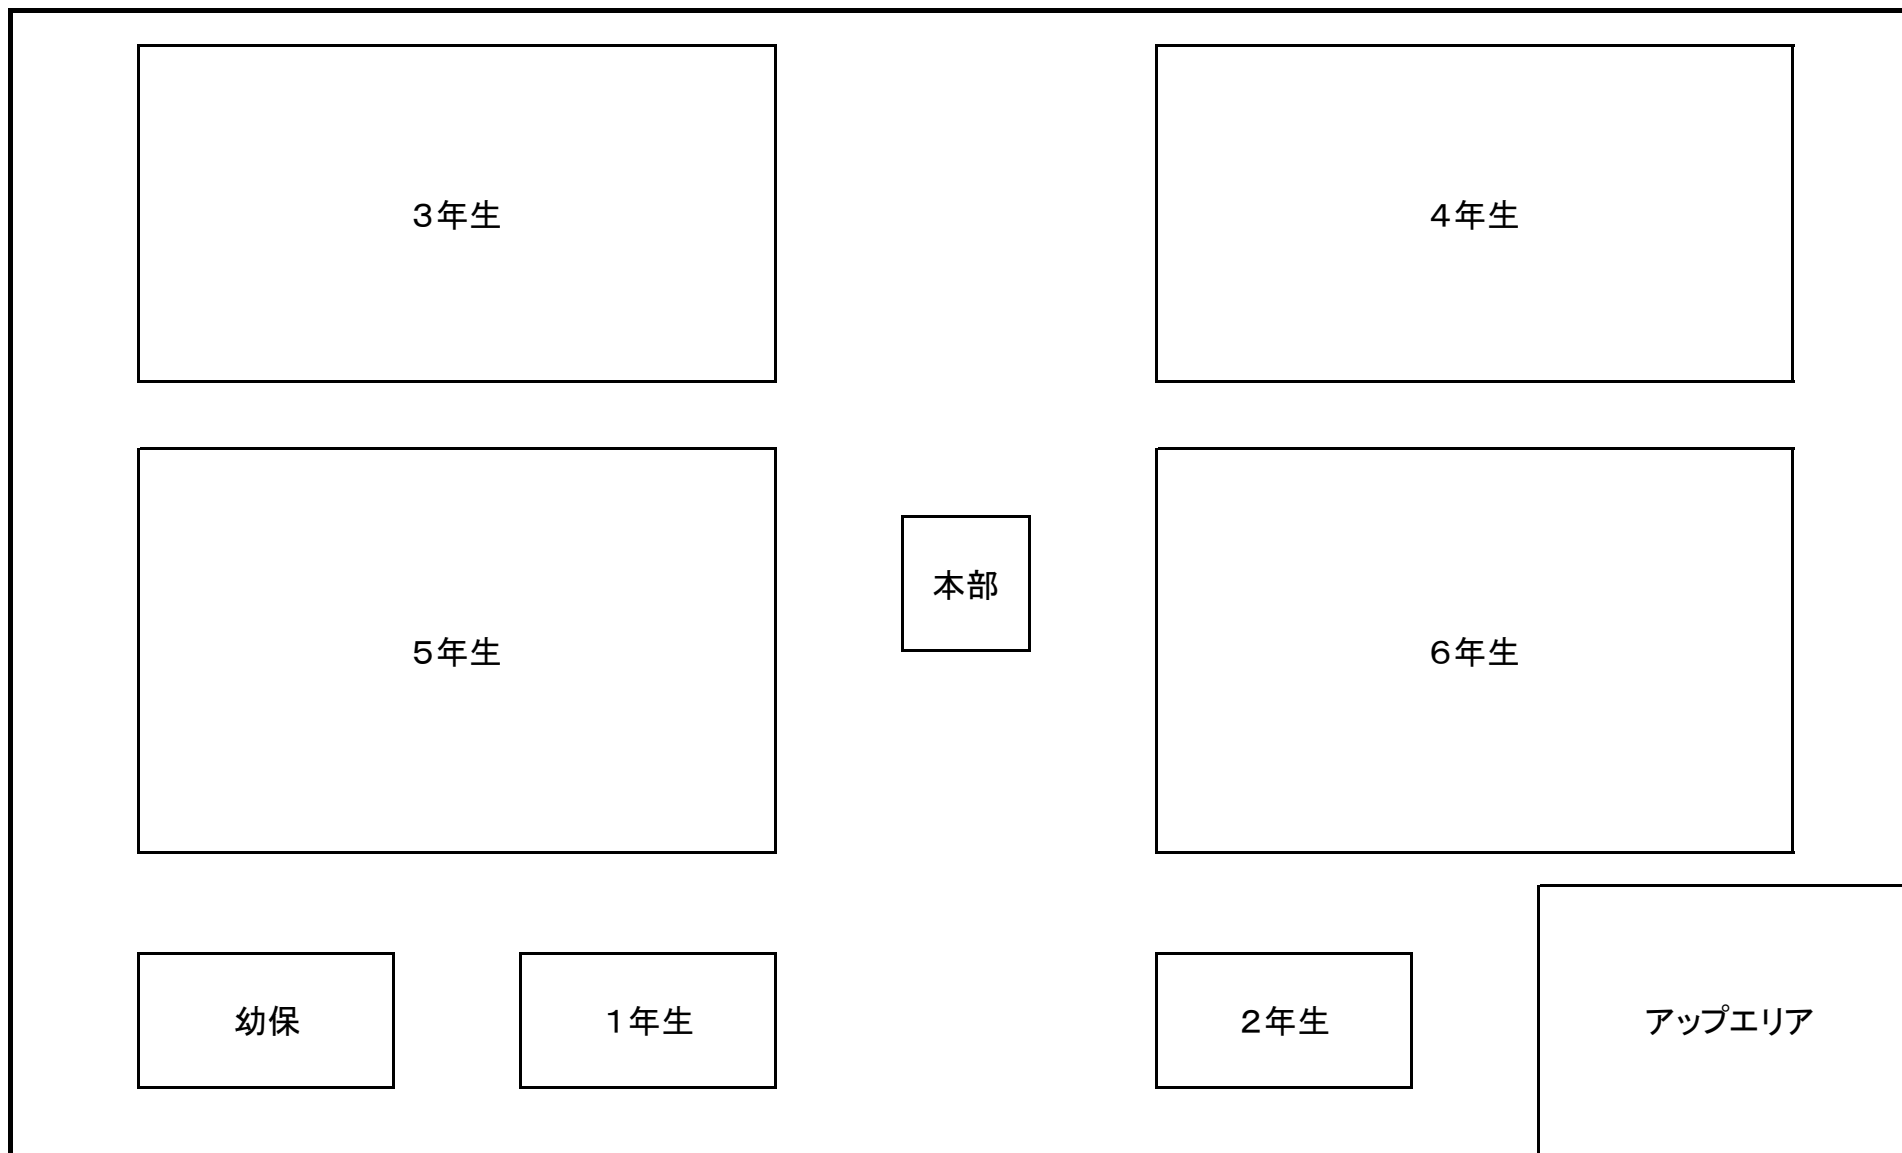 ３年生
４年生
本部
５年生
６年生
幼保
１年生
２年生
アップエリア